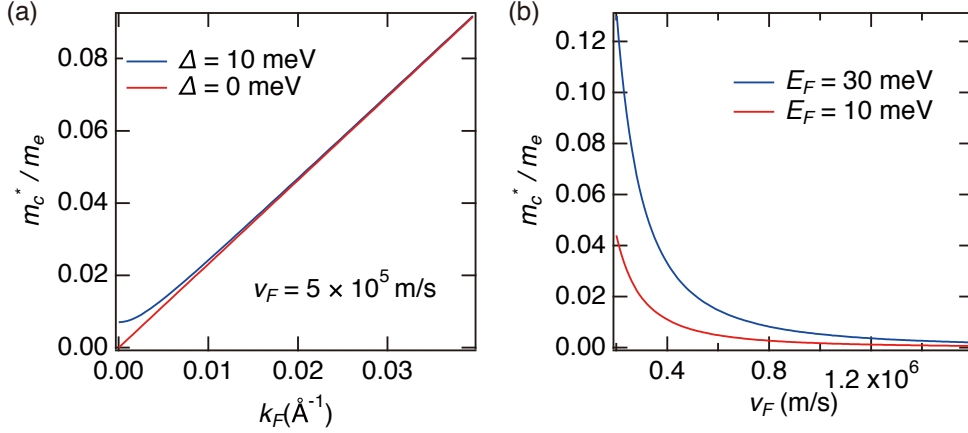 (a)
0.08
0.06
0.04
0.02
0.00
m_c^* / m_e
Δ = 10 meV
Δ = 0 meV
v_F = 5 × 10^5 m/s
0.00 0.01 0.02 0.03
k_F(Å^-1)
(b)
0.12
0.10
0.08
0.06
0.04
0.02
0.00
m_c^* / m_e
E_F = 30 meV
E_F = 10 meV
0.4 0.8 1.2 x10^6
v_F (m/s)